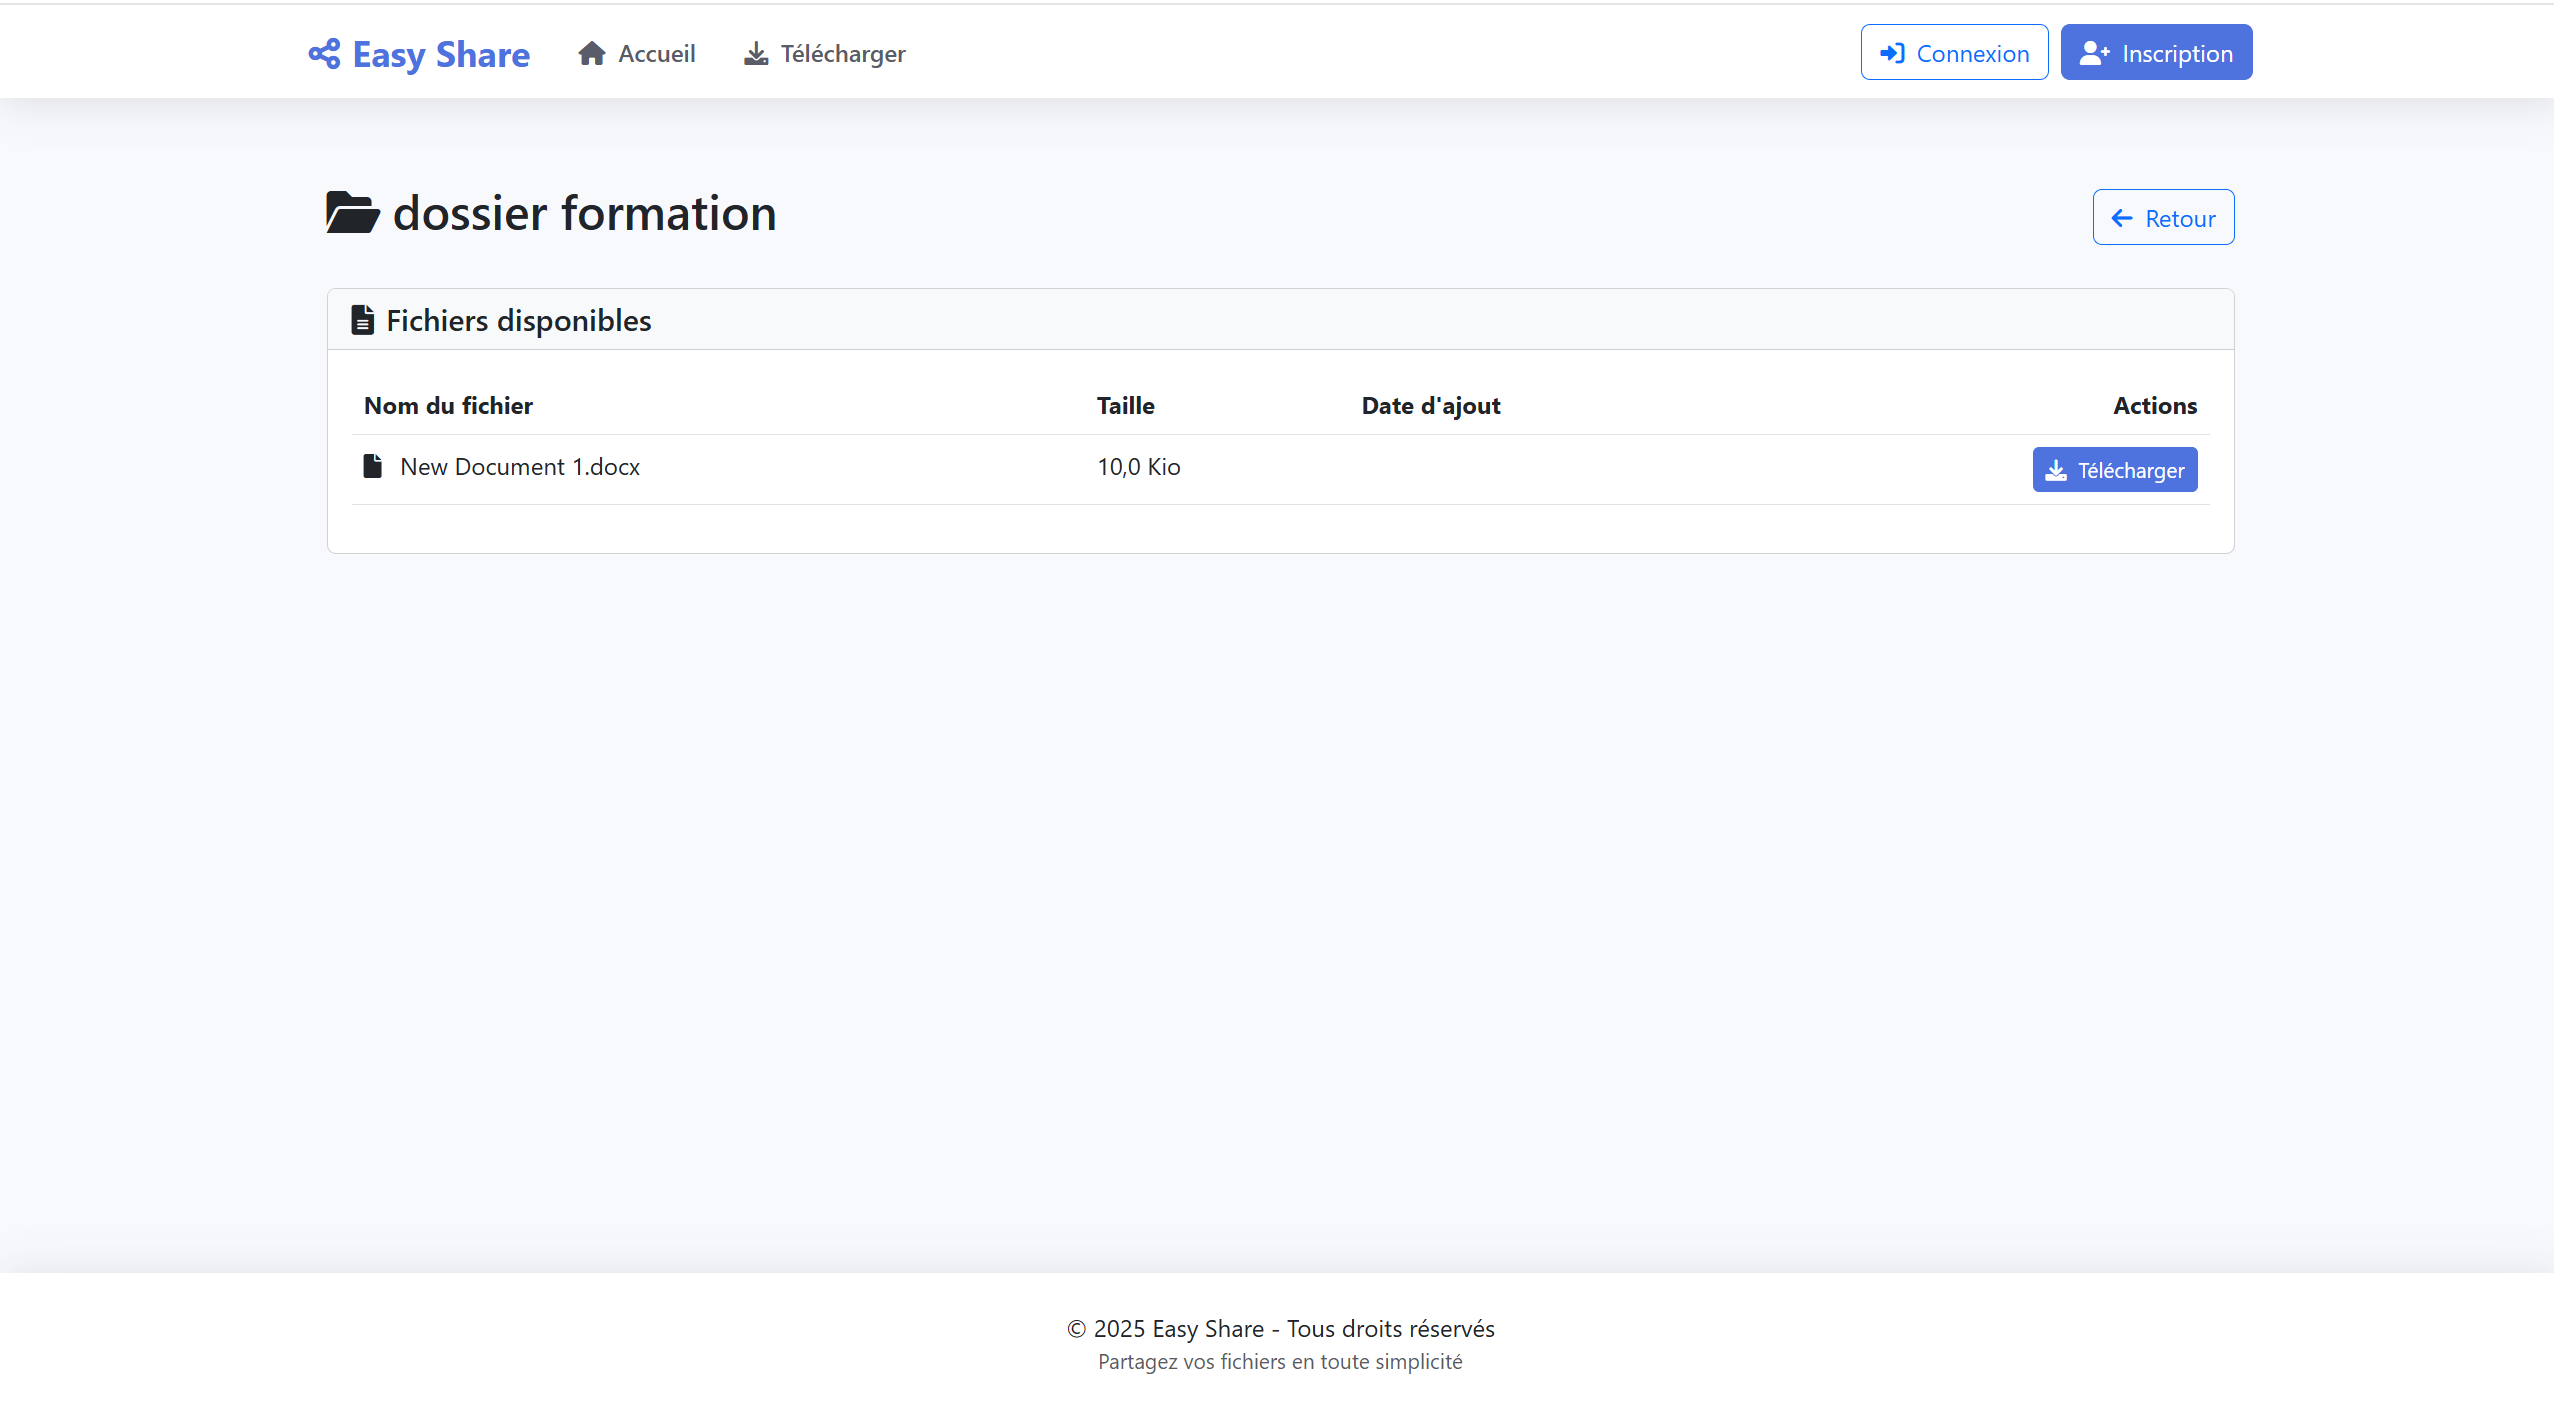 Easy Share Accueil Télécharger Connexion Inscription
dossier formation Retour
Fichiers disponibles
Nom du fichier Taille Date d'ajout Actions
New Document 1.docx 10,0 Kio Télécharger
© 2025 Easy Share - Tous droits réservés
Partagez vos fichiers en toute simplicité